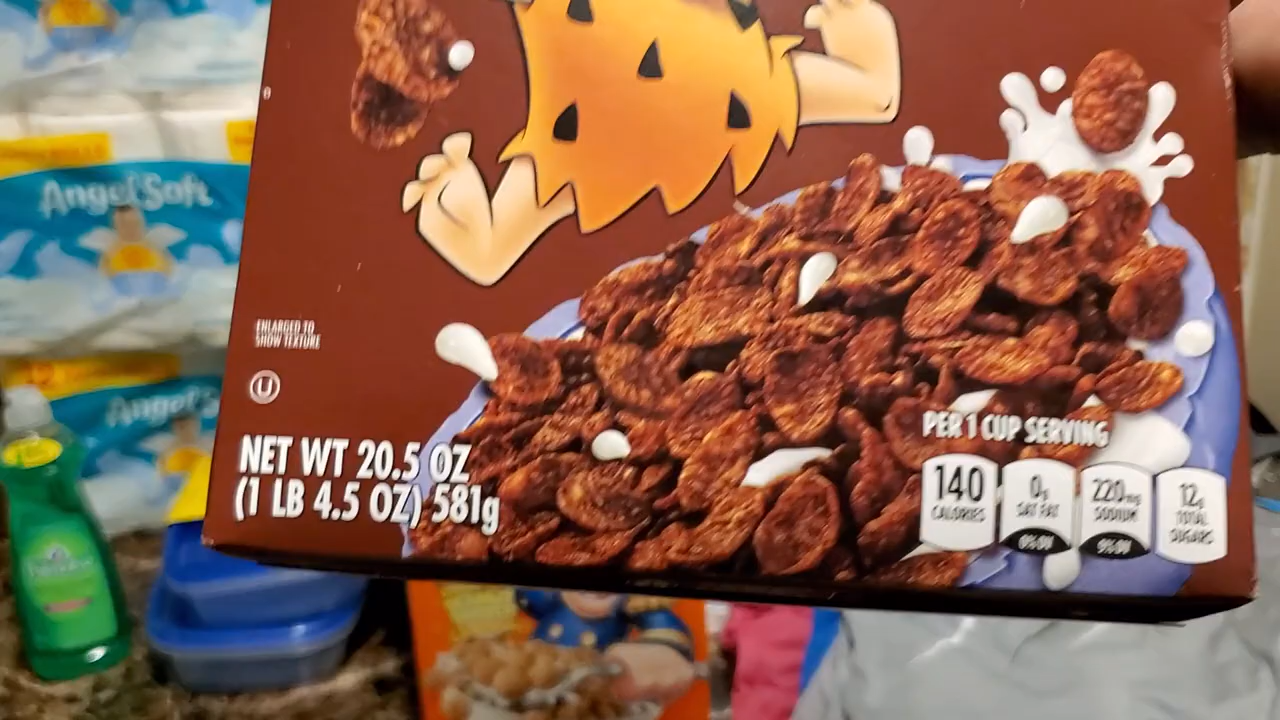 Angel Soft
Angel S
ENLARGED TO
SHOW TEXTURE
U
NET WT 20.5 OZ
(1 LB 4.5 OZ) 581g
PER 1 CUP SERVING
140
CALORIES
0g
SAT FAT
0% DV
220mg
SODIUM
9% DV
12g
TOTAL
SUGARS